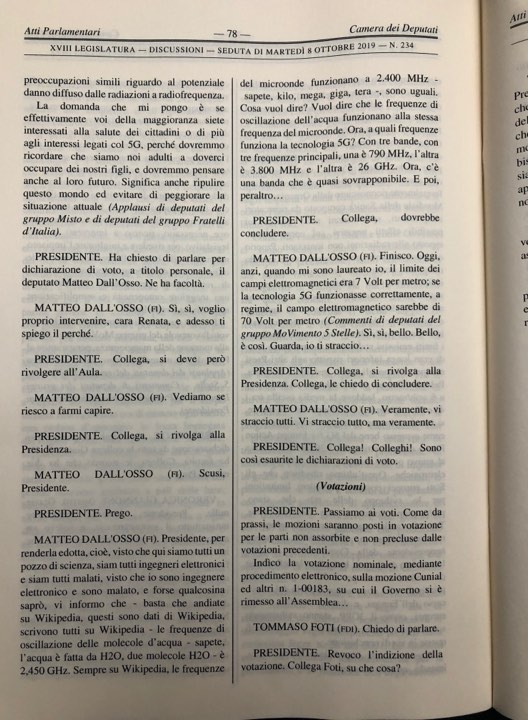 Atti Parlamentari
— 78 —
Camera dei Deputati
XVIII LEGISLATURA — DISCUSSIONI — SEDUTA DI MARTEDÌ 8 OTTOBRE 2019 — N. 234
preoccupazioni simili riguardo al potenziale
danno diffuso dalle radiazioni a radiofrequenza.
La domanda che mi pongo è se
effettivamente voi della maggioranza siete
interessati alla salute dei cittadini o di più
agli interessi legati col 5G, perché dovremmo
ricordare che siamo noi adulti a doverci
occupare dei nostri figli, e dovremmo pensare
anche al loro futuro. Significa anche ripulire
questo mondo ed evitare di peggiorare la
situazione attuale (Applausi di deputati del
gruppo Misto e di deputati del gruppo Fratelli
d'Italia).
PRESIDENTE. Ha chiesto di parlare per
dichiarazione di voto, a titolo personale, il
deputato Matteo Dall'Osso. Ne ha facoltà.
MATTEO DALL'OSSO (FI). Sì, sì, voglio
proprio intervenire, cara Renata, e adesso ti
spiego il perché.
PRESIDENTE. Collega, si deve però
rivolgere all'Aula.
MATTEO DALL'OSSO (FI). Vediamo se
riesco a farmi capire.
PRESIDENTE. Collega, si rivolga alla
Presidenza.
MATTEO DALL'OSSO (FI). Scusi,
Presidente.
PRESIDENTE. Prego.
MATTEO DALL'OSSO (FI). Presidente, per
renderla edotta, cioè, visto che qui siamo tutti un
pozzo di scienza, siam tutti ingegneri elettronici
e siam tutti malati, visto che io sono ingegnere
elettronico e sono malato, e forse qualcosina
saprò, vi informo che - basta che andiate
su Wikipedia, questi sono dati di Wikipedia,
scrivono tutti su Wikipedia - le frequenze di
oscillazione delle molecole d'acqua - sapete,
l'acqua è fatta da H2O, due molecole H2O - è
2,450 GHz. Sempre su Wikipedia, le frequenze
del microonde funzionano a 2.400 MHz -
sapete, kilo, mega, giga, tera -, sono uguali.
Cosa vuol dire? Vuol dire che le frequenze di
oscillazione dell'acqua funzionano alla stessa
frequenza del microonde. Ora, a quali frequenze
funziona la tecnologia 5G? Con tre bande, con
tre frequenze principali, una è 790 MHz, l'altra
è 3.800 MHz e l'altra è 26 GHz. Ora, c'è
una banda che è quasi sovrapponibile. E poi,
peraltro…
PRESIDENTE. Collega, dovrebbe
concludere.
MATTEO DALL'OSSO (FI). Finisco. Oggi,
anzi, quando mi sono laureato io, il limite dei
campi elettromagnetici era 7 Volt per metro; se
la tecnologia 5G funzionasse correttamente, a
regime, il campo elettromagnetico sarebbe di
70 Volt per metro (Commenti di deputati del
gruppo MoVimento 5 Stelle). Sì, sì, bello. Bello,
è così. Guarda, io ti straccio…
PRESIDENTE. Collega, si rivolga alla
Presidenza. Collega, le chiedo di concludere.
MATTEO DALL'OSSO (FI). Veramente, vi
straccio tutti. Vi straccio tutto, ma veramente.
PRESIDENTE. Collega! Colleghi! Sono
così esaurite le dichiarazioni di voto.
(Votazioni)
PRESIDENTE. Passiamo ai voti. Come da
prassi, le mozioni saranno posti in votazione
per le parti non assorbite e non precluse dalle
votazioni precedenti.
Indìco la votazione nominale, mediante
procedimento elettronico, sulla mozione Cunial
ed altri n. 1-00183, su cui il Governo si è
rimesso all'Assemblea…
TOMMASO FOTI (FDI). Chiedo di parlare.
PRESIDENTE. Revoco l'indizione della
votazione. Collega Foti, su che cosa?